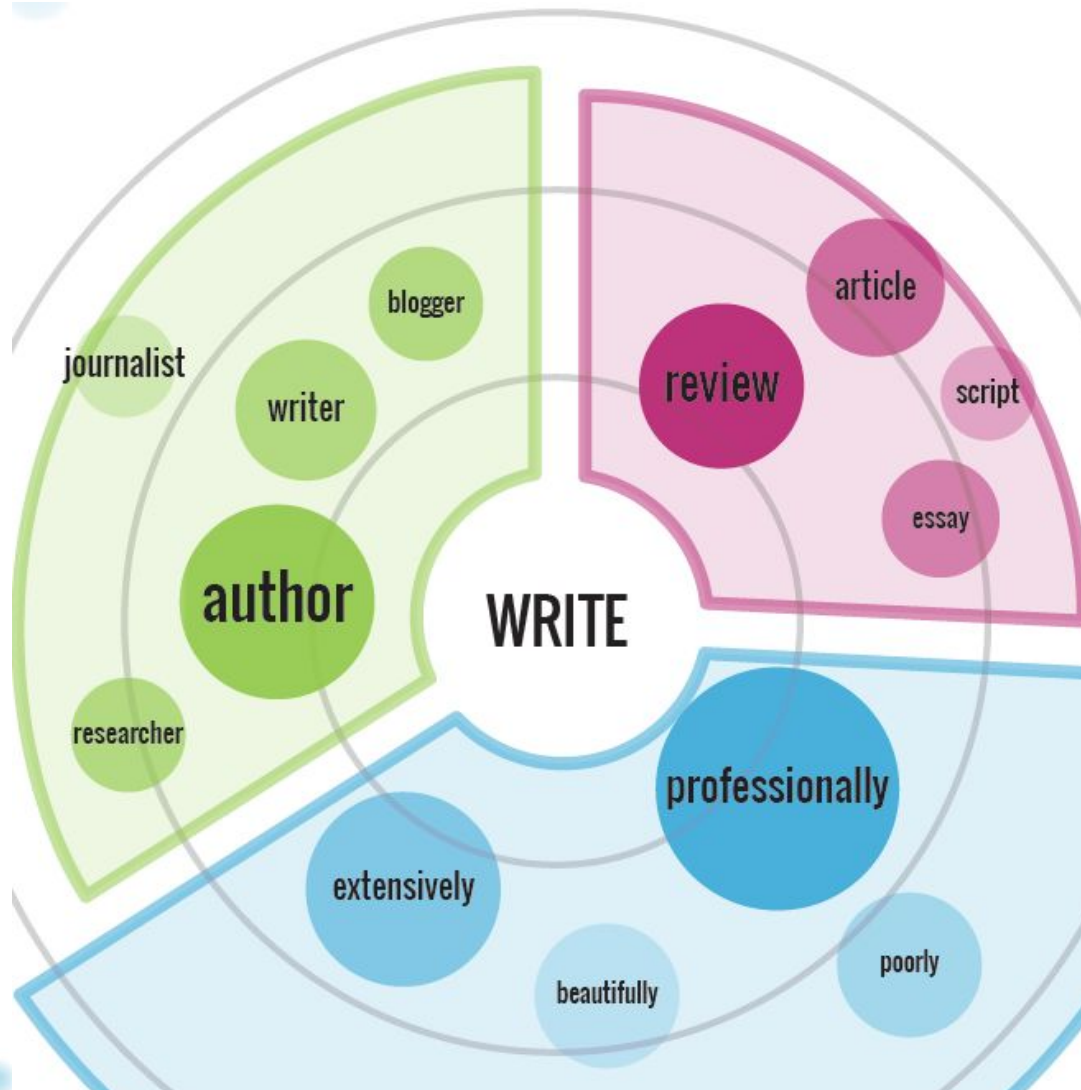 blogger
journalist
writer
author
researcher
article
review
script
essay
WRITE
professionally
extensively
beautifully
poorly